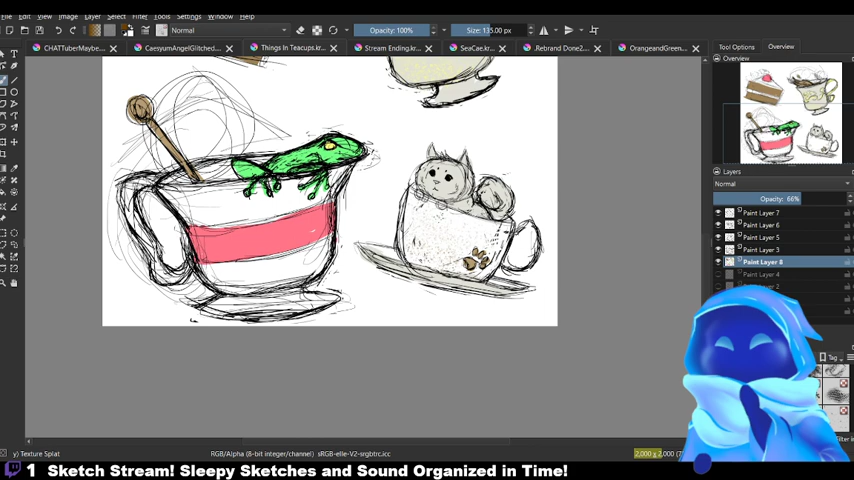 File Edit View Image Layer Select Filter Tools Settings Window Help
Normal Opacity: 100% Size: 135.00 px
CHATTuberMaybe... CaesyumAngelGlitched... Things In Teacups.kr... Stream Ending.kr... SeaCae.kr... .Rebrand Done2... OrangeandGreen...
Tool Options Overview
Overview
Layers
Normal
Opacity: 66%
Paint Layer 7
Paint Layer 6
Paint Layer 5
Paint Layer 3
Paint Layer 8
Paint Layer 4
Paint Layer 2
Tag
y) Texture Splat RGB/Alpha (8-bit integer/channel) sRGB-elle-V2-srgbtrc.icc 2,000 x 2,000
1 Sketch Stream! Sleepy Sketches and Sound Organized in Time!